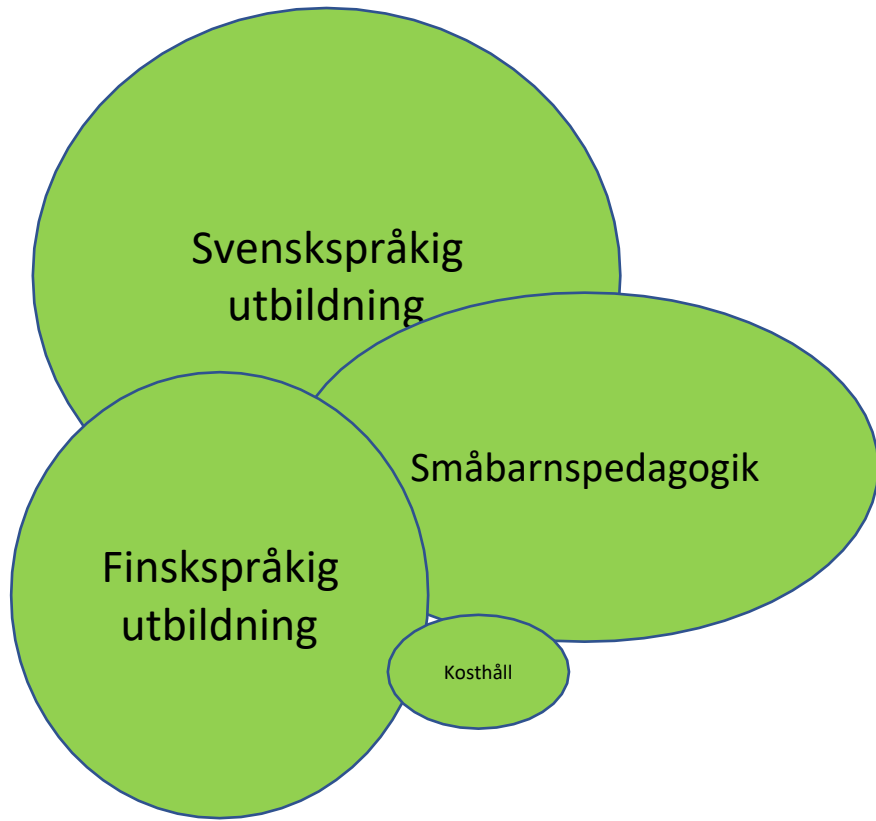 Svenskspråkig
utbildning
Småbarnspedagogik
Finskspråkig
utbildning
Kosthåll